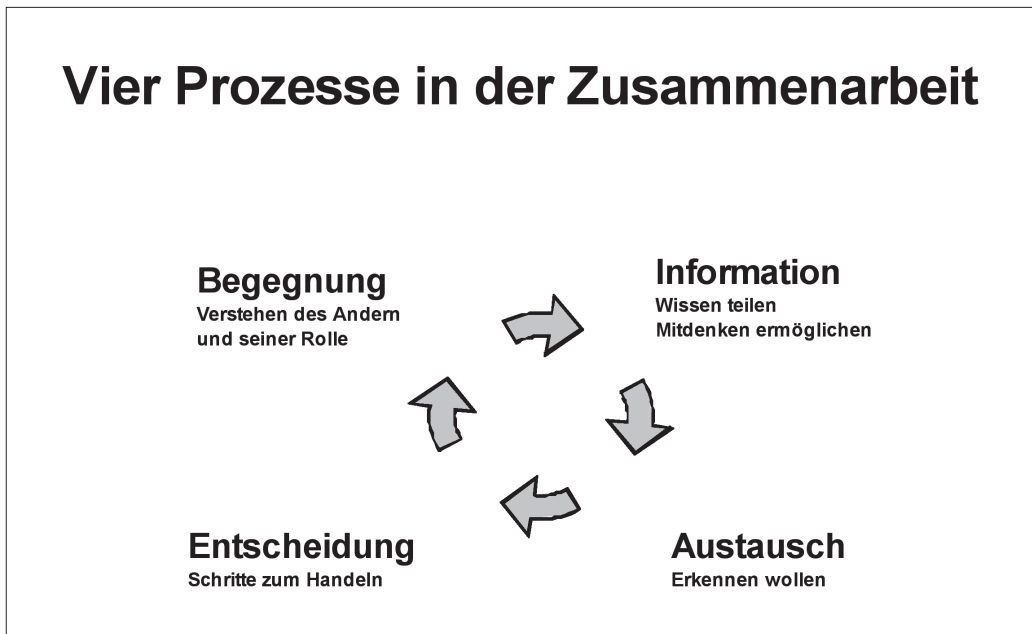 Vier Prozesse in der Zusammenarbeit
Begegnung
Verstehen des Andern
und seiner Rolle
Information
Wissen teilen
Mitdenken ermöglichen
Entscheidung
Schritte zum Handeln
Austausch
Erkennen wollen